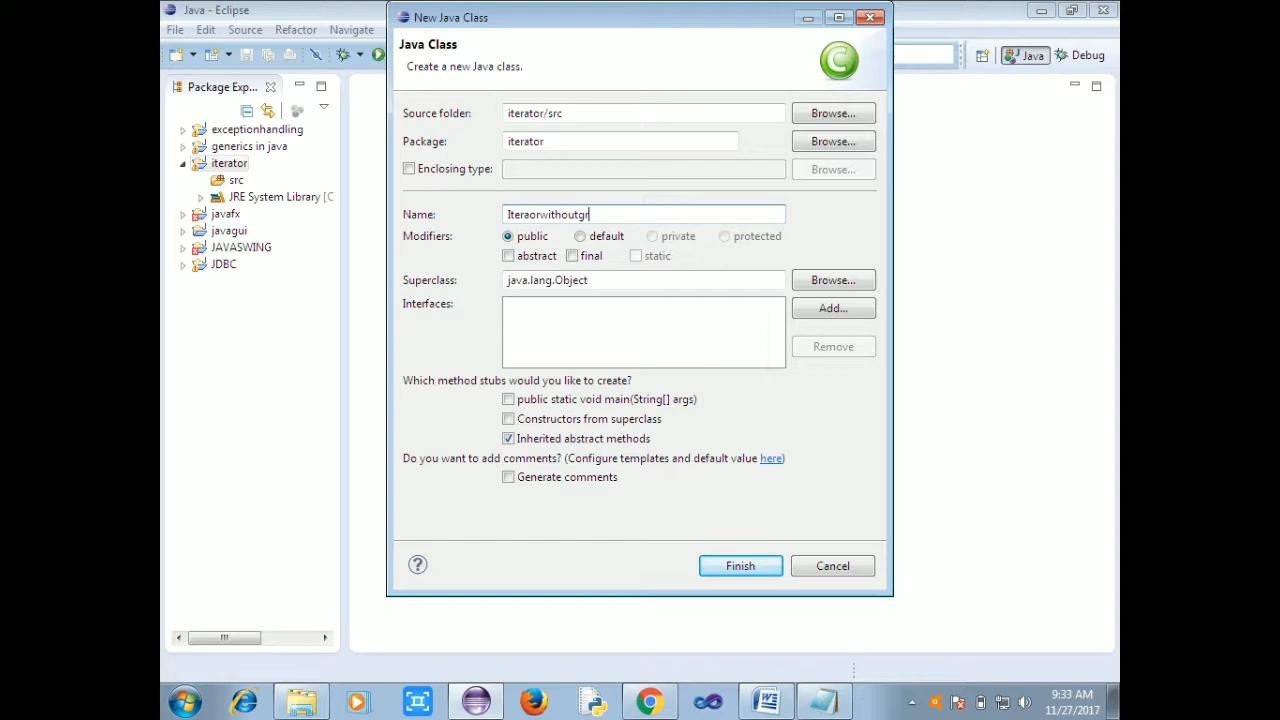 Java - Eclipse
New Java Class
File Edit Source Refactor Navigate
Java Class
Create a new Java class.
Java
Debug
Package Exp...
exceptionhandling
generics in java
iterator
src
JRE System Library [C
javafx
javagui
JAVASWING
JDBC
Source folder: iterator/src Browse...
Package: iterator Browse...
Enclosing type: Browse...
Name: Iteraorwithoutgr
Modifiers: public default private protected
abstract final static
Superclass: java.lang.Object Browse...
Interfaces: Add...
Remove
Which method stubs would you like to create?
public static void main(String[] args)
Constructors from superclass
Inherited abstract methods
Do you want to add comments? (Configure templates and default value here)
Generate comments
? Finish Cancel
9:33 AM
11/27/2017